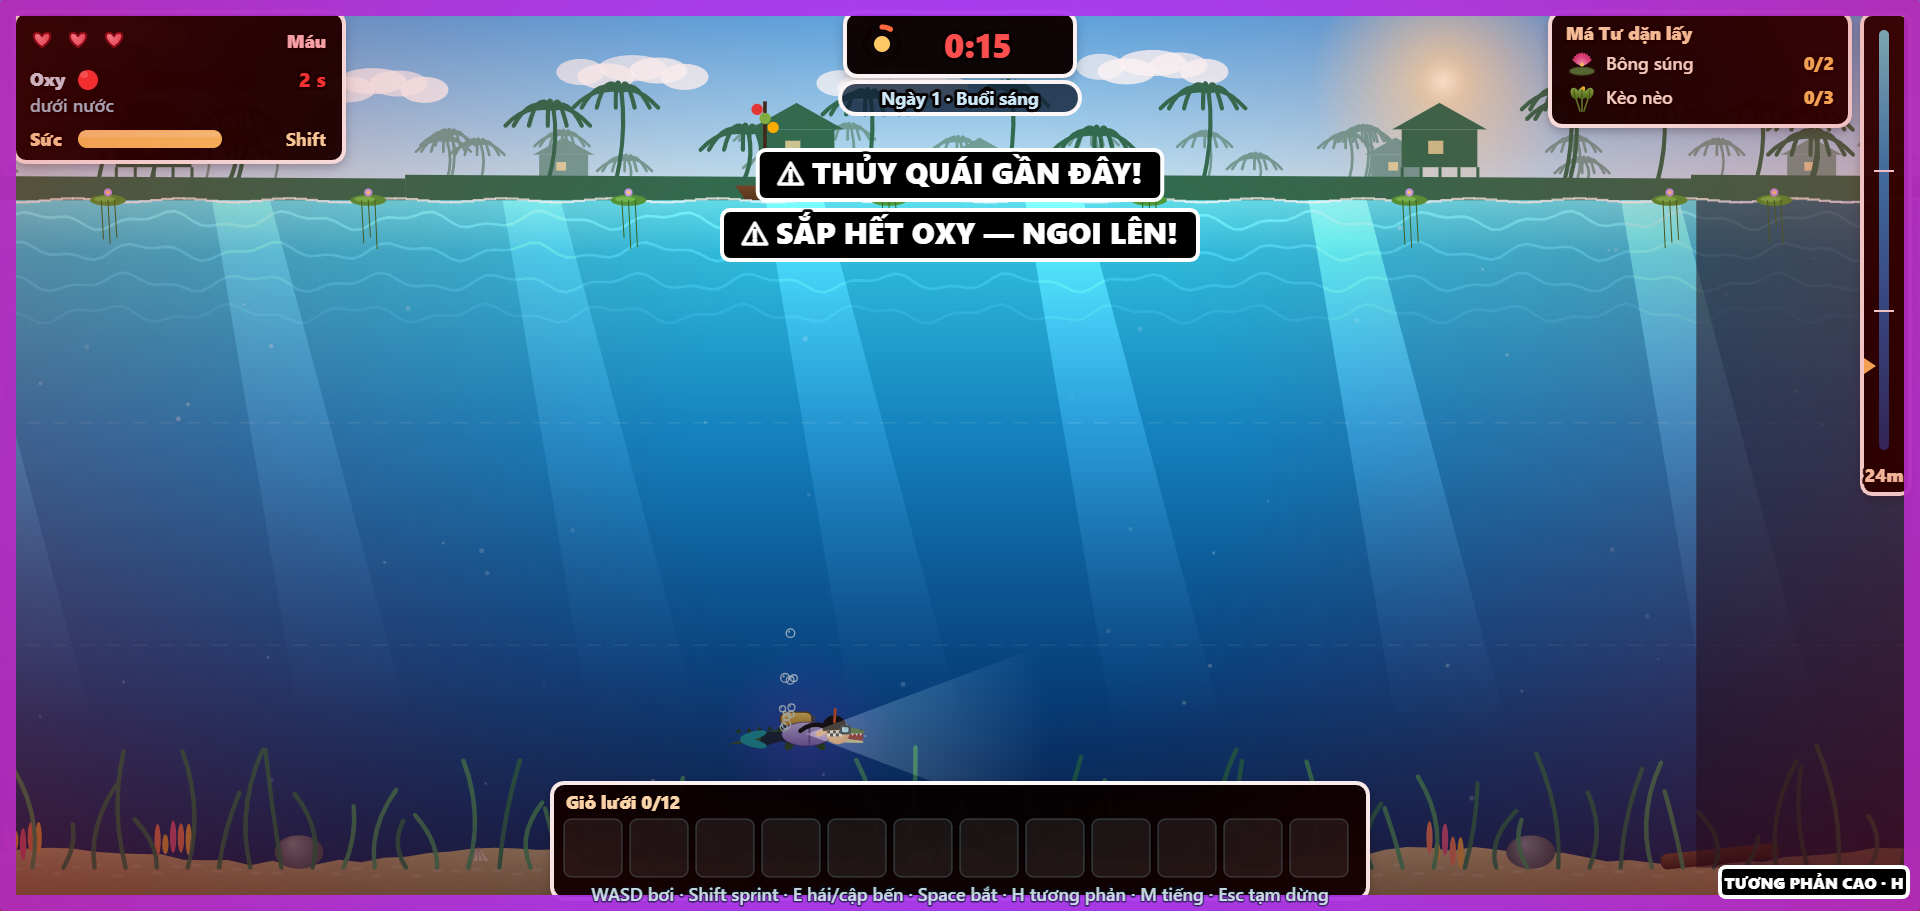 Máu
Oxy 2 s
dưới nước
Sức Shift
0:15
Ngày 1 · Buổi sáng
Má Tư dặn lấy
Bông súng 0/2
Kèo nèo 0/3
⚠ THỦY QUÁI GẦN ĐÂY!
⚠ SẮP HẾT OXY — NGOI LÊN!
24m
Giỏ lưới 0/12
WASD bơi · Shift sprint · E hái/cập bến · Space bắt · H tương phản · M tiếng · Esc tạm dừng
TƯƠNG PHẢN CAO · H